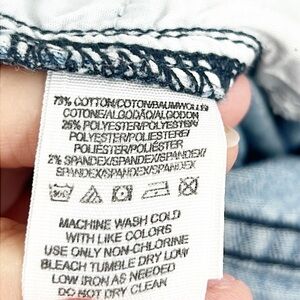 73% COTTON/COTON/BAUMWOLLE/
COTONE/ALGODÃO/ALGODON
25% POLYESTER/POLYESTER/
POLYESTER/POLIESTERE/
POLIÉSTER/POLIESTER
2% SPANDEX/SPANDEX/SPANDEX/
SPANDEX/SPANDEX/SPANDEX
MACHINE WASH COLD
WITH LIKE COLORS
USE ONLY NON-CHLORINE
BLEACH TUMBLE DRY LOW
LOW IRON AS NEEDED
DO NOT DRY CLEAN